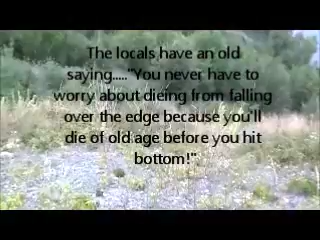 The locals have an old
saying....."You never have to
worry about dieing from falling
over the edge because you'll
die of old age before you hit
bottom!"